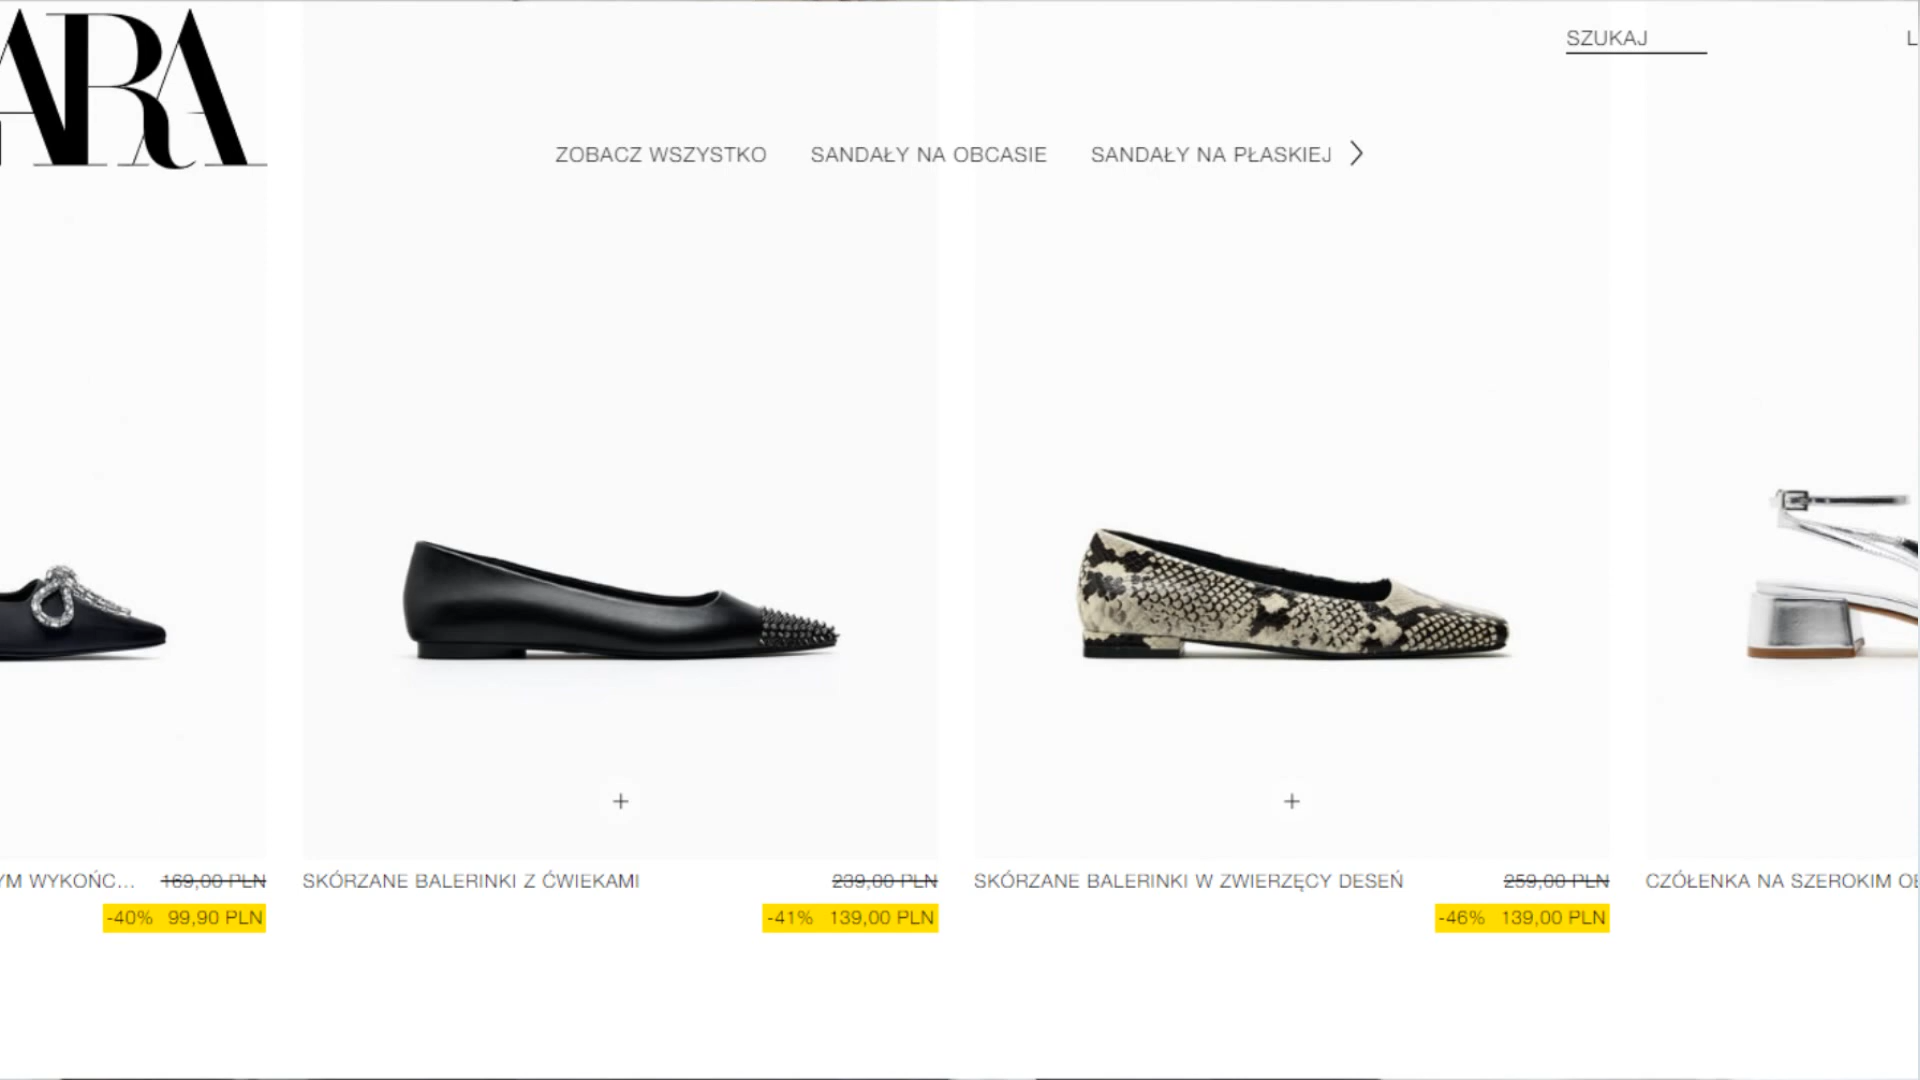 ARA
SZUKAJ
L
ZOBACZ WSZYSTKO SANDAŁY NA OBCASIE SANDAŁY NA PŁASKIEJ
YM WYKOŃC... 169,00 PLN
-40% 99,90 PLN
SKÓRZANE BALERINKI Z ĆWIEKAMI 239,00 PLN
-41% 139,00 PLN
SKÓRZANE BALERINKI W ZWIERZĘCY DESEŃ 259,00 PLN
-46% 139,00 PLN
CZÓŁENKA NA SZEROKIM